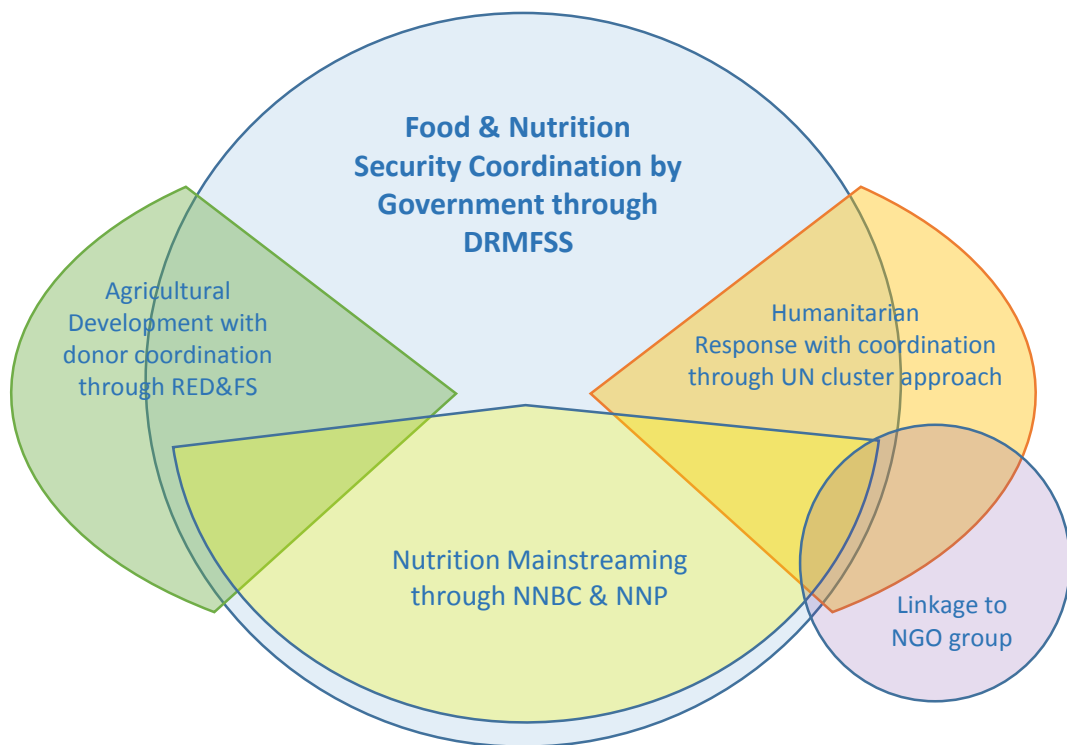 Food & Nutrition
Security Coordination by
Government through
DRMFSS
Agricultural
Development with
donor coordination
through RED&FS
Humanitarian
Response with coordination
through UN cluster approach
Nutrition Mainstreaming
through NNBC & NNP
Linkage to
NGO group